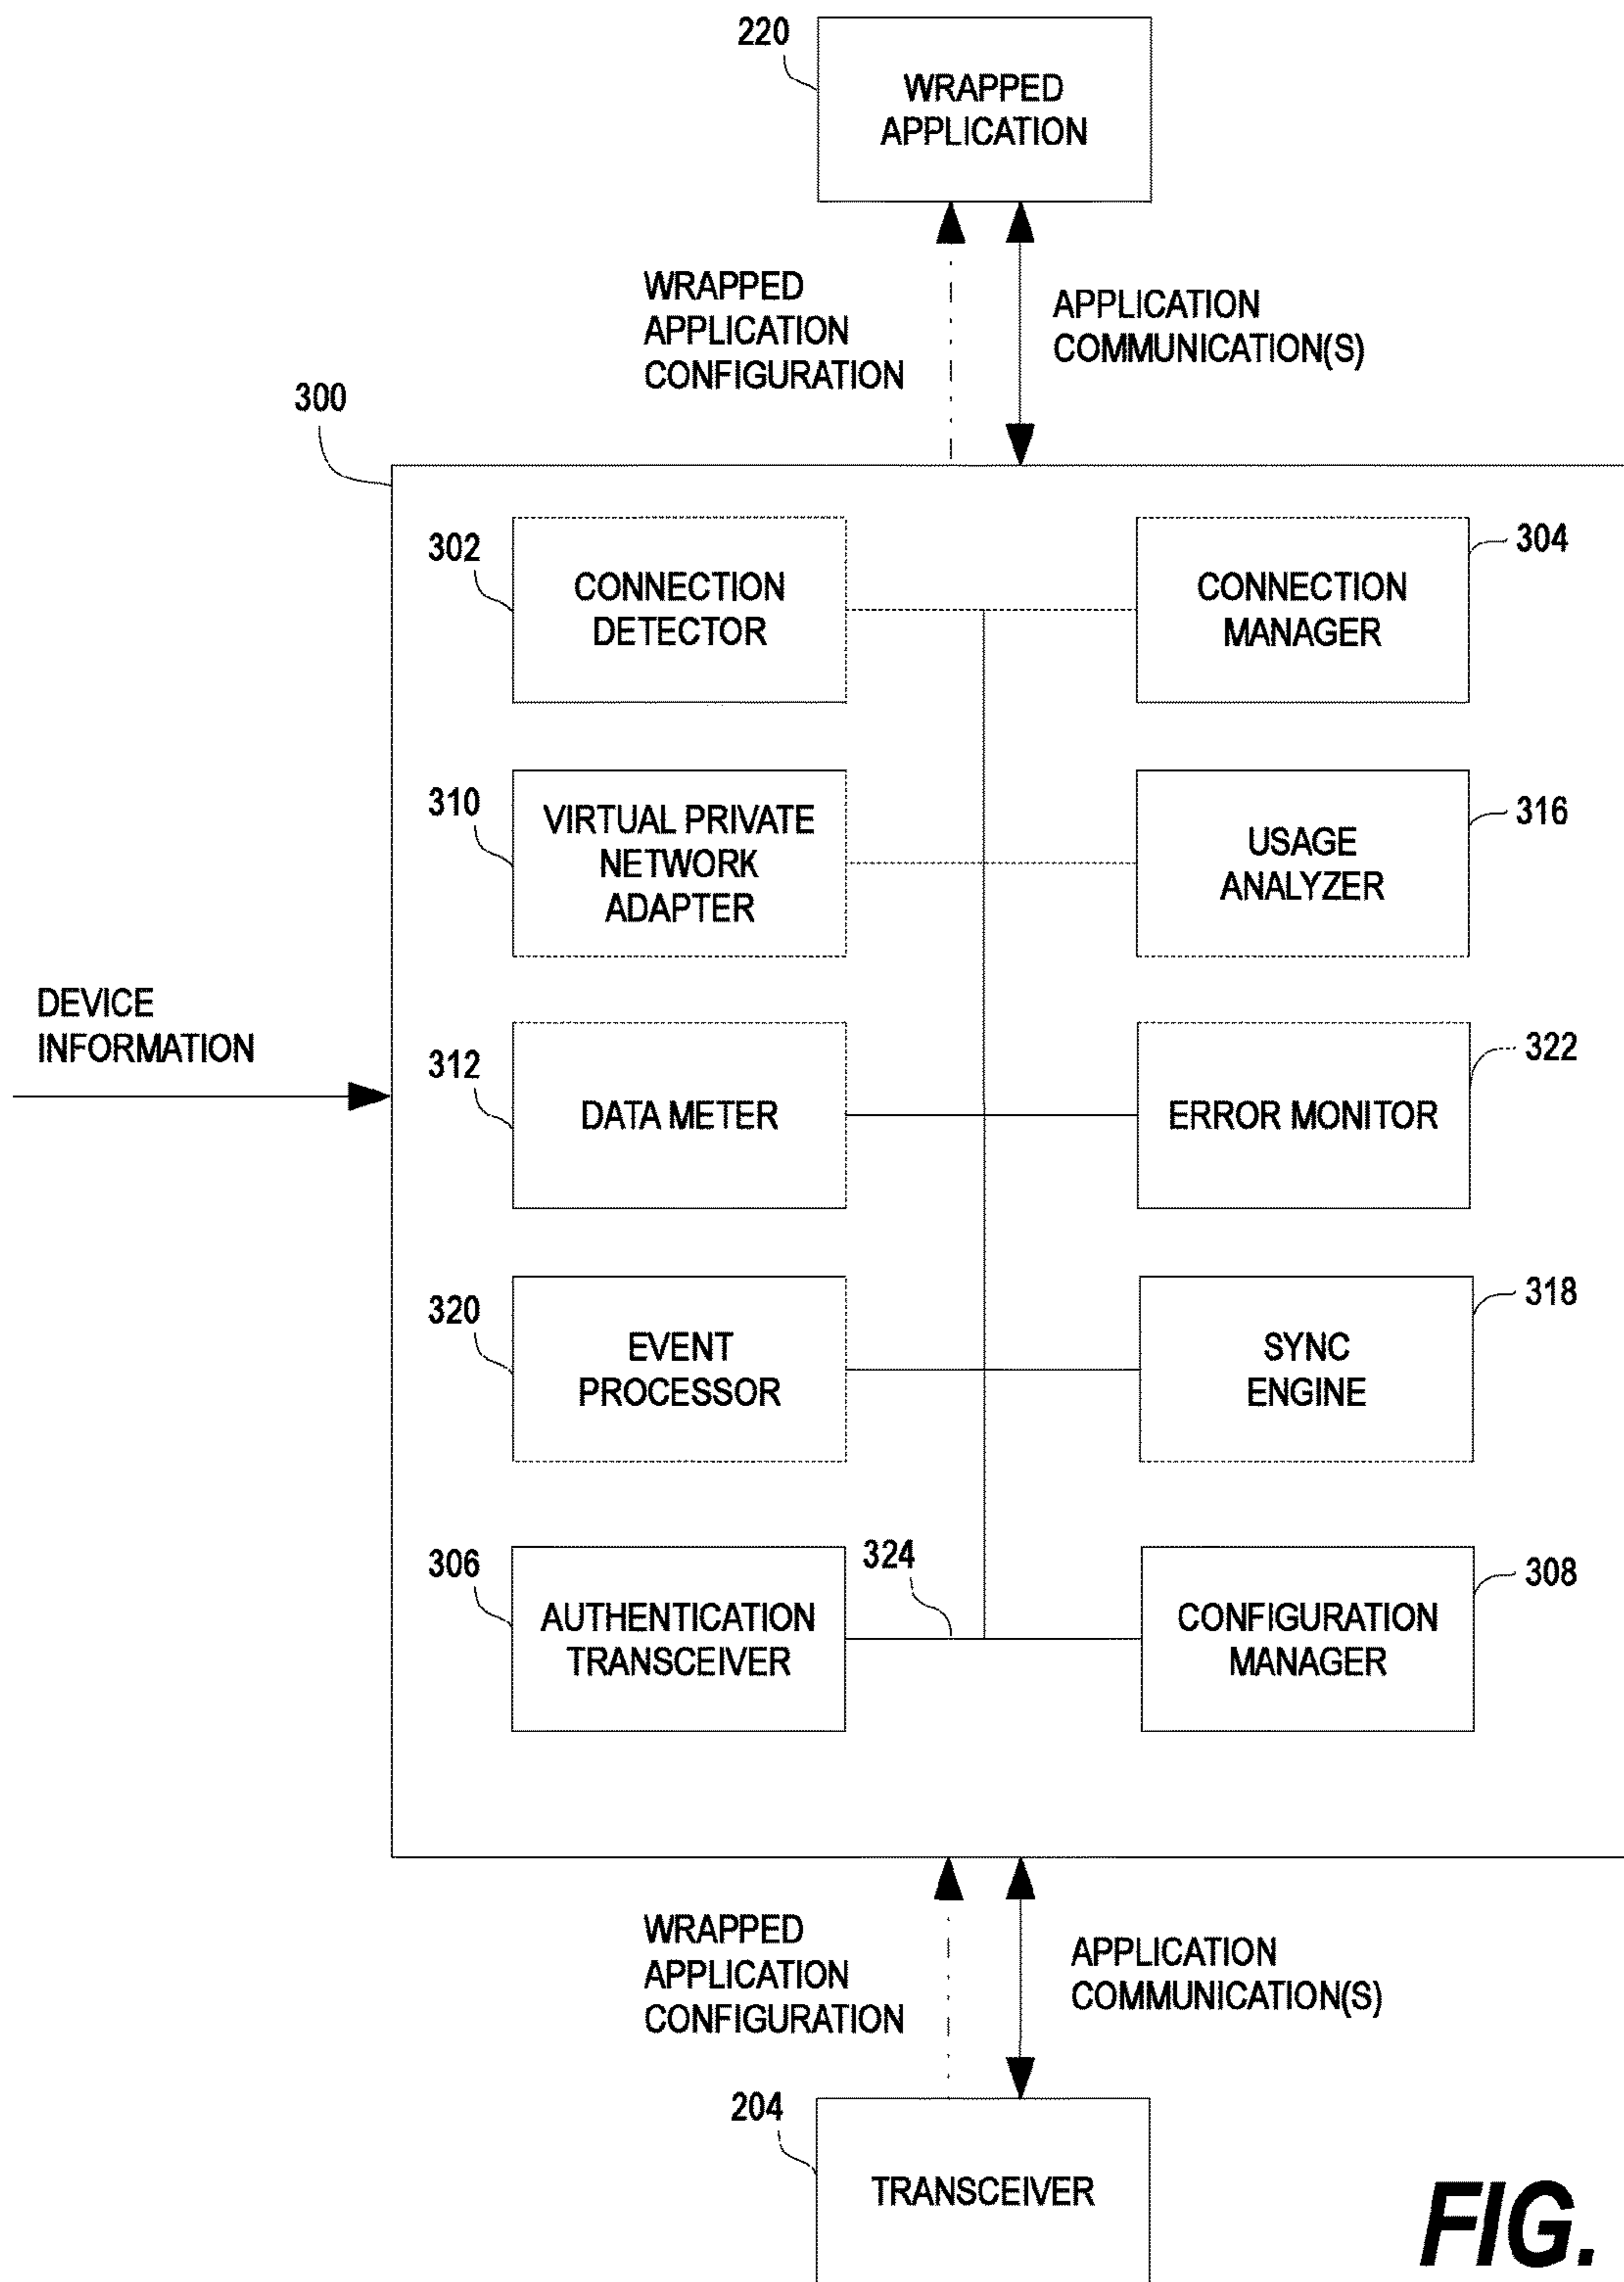 220
WRAPPED
APPLICATION
WRAPPED
APPLICATION
CONFIGURATION
APPLICATION
COMMUNICATION(S)
300
302
CONNECTION
DETECTOR
304
CONNECTION
MANAGER
310
VIRTUAL PRIVATE
NETWORK
ADAPTER
316
USAGE
ANALYZER
DEVICE
INFORMATION
312
DATA METER
322
ERROR MONITOR
320
EVENT
PROCESSOR
318
SYNC
ENGINE
306
AUTHENTICATION
TRANSCEIVER
324
308
CONFIGURATION
MANAGER
WRAPPED
APPLICATION
CONFIGURATION
APPLICATION
COMMUNICATION(S)
204
TRANSCEIVER
FIG.